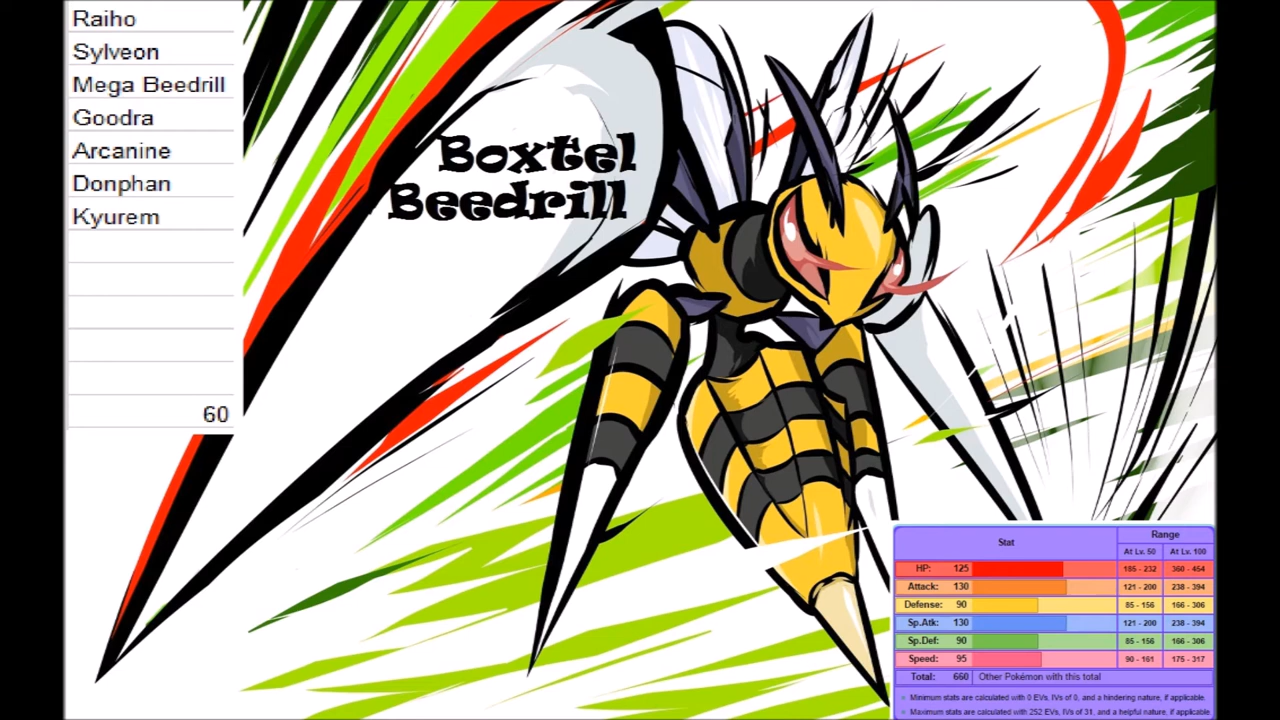 Raiho
Sylveon
Mega Beedrill
Goodra
Arcanine
Donphan
Kyurem
60
Boxtel
Beedrill
Stat Range
At Lv. 50 At Lv. 100
HP: 125 185 - 232 360 - 454
Attack: 130 121 - 200 238 - 394
Defense: 90 85 - 156 166 - 306
Sp.Atk: 130 121 - 200 238 - 394
Sp.Def: 90 85 - 156 166 - 306
Speed: 95 90 - 161 175 - 317
Total: 660 Other Pokémon with this total
Minimum stats are calculated with 0 EVs, IVs of 0, and a hindering nature, if applicable.
Maximum stats are calculated with 252 EVs, IVs of 31, and a helpful nature, if applicable